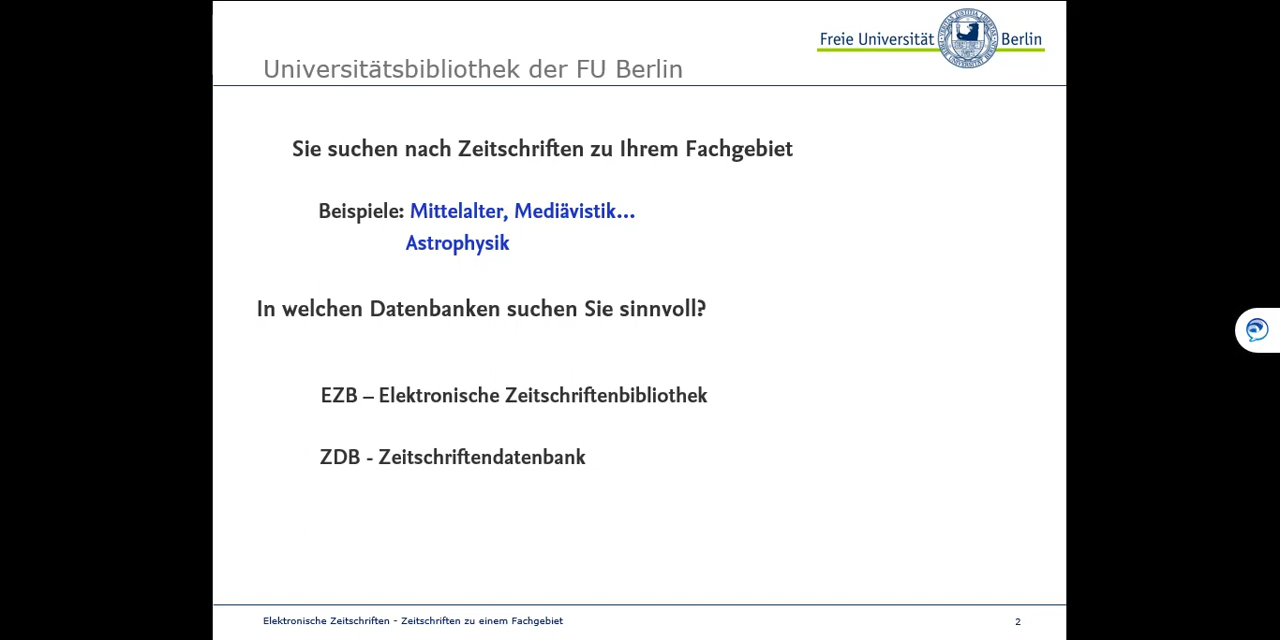 Freie Universität Berlin
Universitätsbibliothek der FU Berlin
Sie suchen nach Zeitschriften zu Ihrem Fachgebiet
Beispiele: Mittelalter, Mediävistik...
Astrophysik
In welchen Datenbanken suchen Sie sinnvoll?
EZB – Elektronische Zeitschriftenbibliothek
ZDB - Zeitschriftendatenbank
Elektronische Zeitschriften - Zeitschriften zu einem Fachgebiet 2